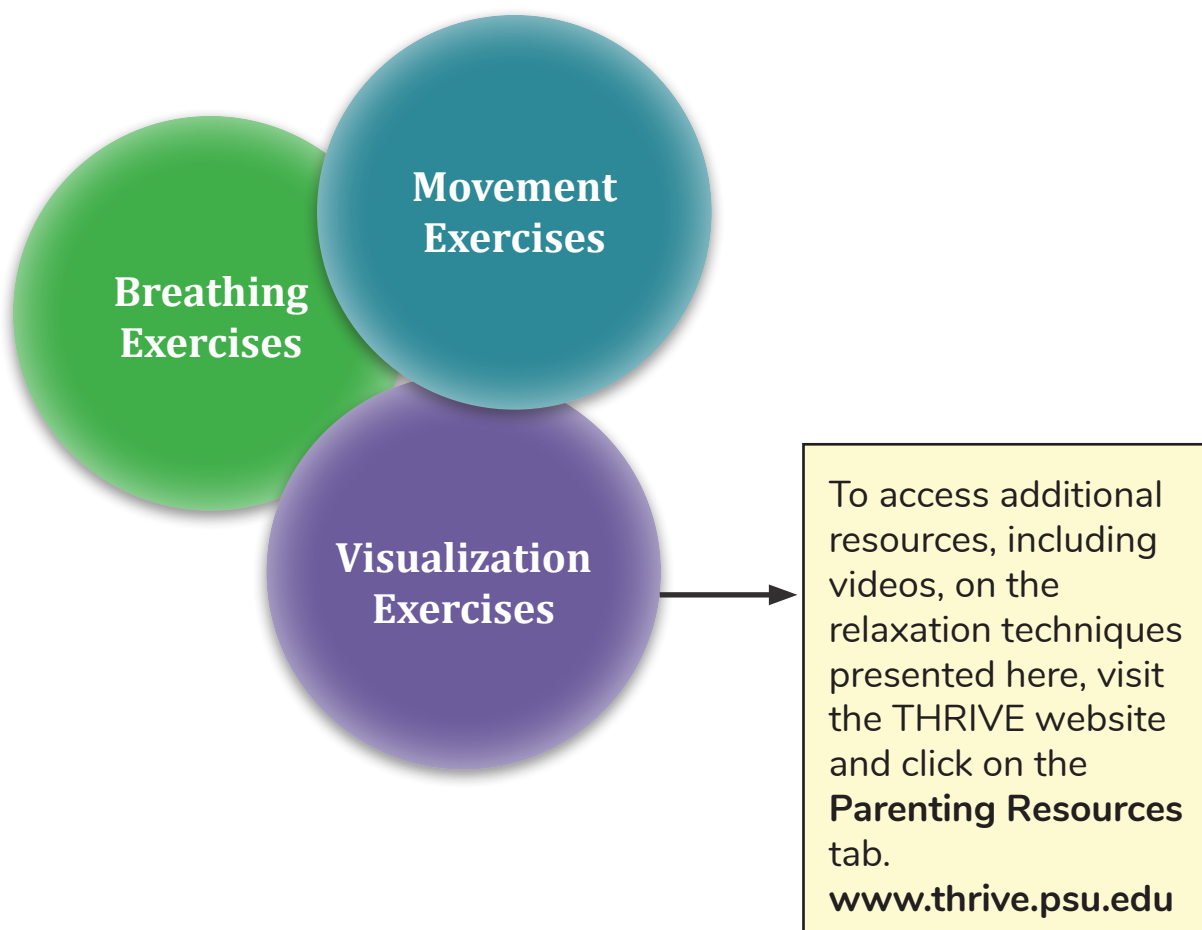 Movement
Exercises
Breathing
Exercises
Visualization
Exercises
To access additional
resources, including
videos, on the
relaxation techniques
presented here, visit
the THRIVE website
and click on the
Parenting Resources
tab.
www.thrive.psu.edu